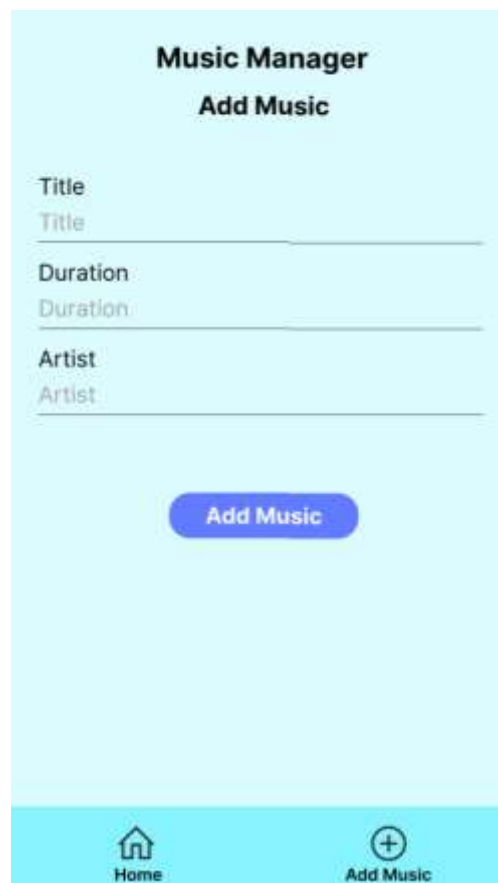 Music Manager
Add Music
Title
Title
Duration
Duration
Artist
Artist
Add Music
Home
Add Music